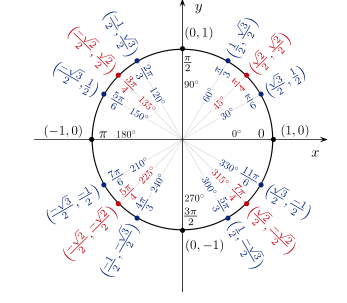 y
(0, 1)
(-1/2, √3/2)
(1/2, √3/2)
(-√2/2, √2/2)
(√2/2, √2/2)
(-√3/2, 1/2)
(√3/2, 1/2)
π/2
90°
2π/3 120°
60° π/3
3π/4 135°
45° π/4
5π/6 150°
30° π/6
(−1, 0) π 180° 0° 0 (1, 0)
x
7π/6 210°
330° 11π/6
5π/4 225°
315° 7π/4
4π/3 240°
300° 5π/3
270°
3π/2
(-√3/2, -1/2)
(√3/2, -1/2)
(-√2/2, -√2/2)
(√2/2, -√2/2)
(-1/2, -√3/2)
(1/2, -√3/2)
(0, −1)